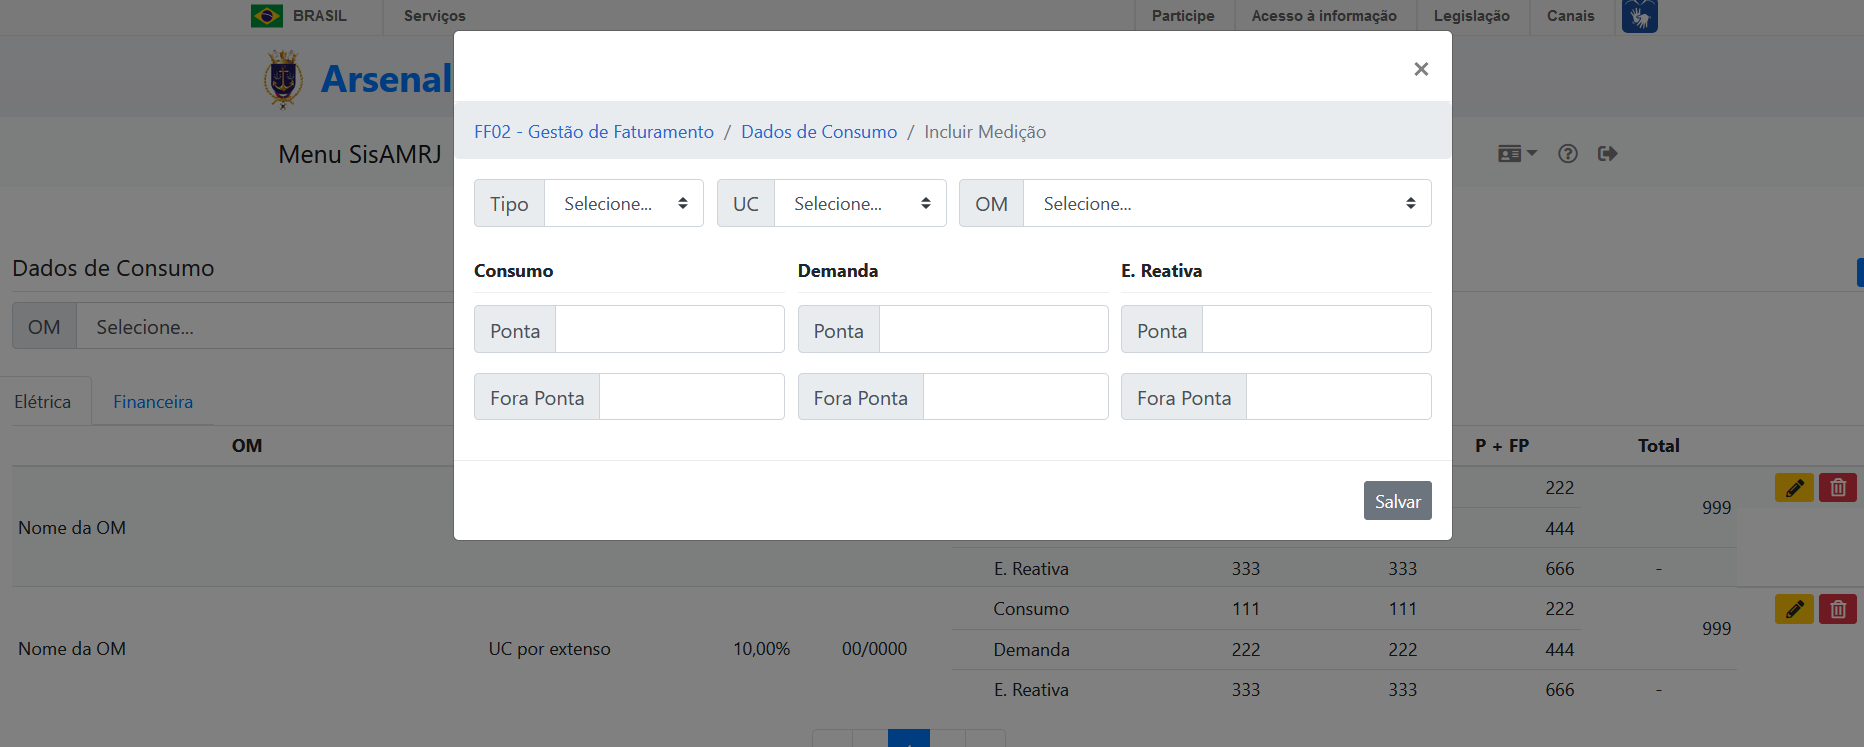 BRASIL Serviços Participe Acesso à informação Legislação Canais
Arsenal
×
FF02 - Gestão de Faturamento / Dados de Consumo / Incluir Medição
Menu SisAMRJ
Tipo Selecione... UC Selecione... OM Selecione...
Dados de Consumo
Consumo Demanda E. Reativa
OM Selecione...
Ponta Ponta Ponta
Fora Ponta Fora Ponta Fora Ponta
Elétrica Financeira
OM P + FP Total
Salvar
222
Nome da OM 999
444
E. Reativa 333 333 666 -
Consumo 111 111 222
Nome da OM UC por extenso 10,00% 00/0000 999
Demanda 222 222 444
E. Reativa 333 333 666 -